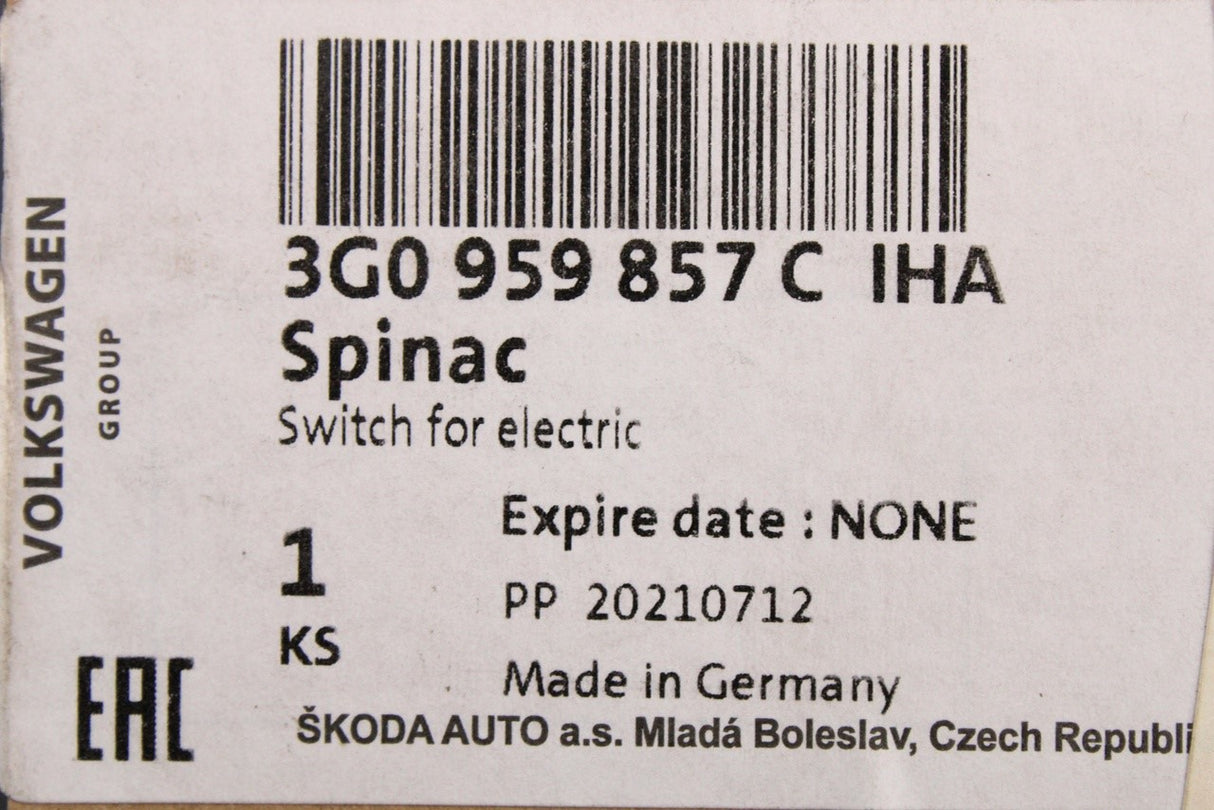 VOLKSWAGEN
GROUP
3G0 959 857 C IHA
Spinac
Switch for electric
1
KS
Expire date : NONE
PP 20210712
Made in Germany
EAC
ŠKODA AUTO a.s. Mladá Boleslav, Czech Republi